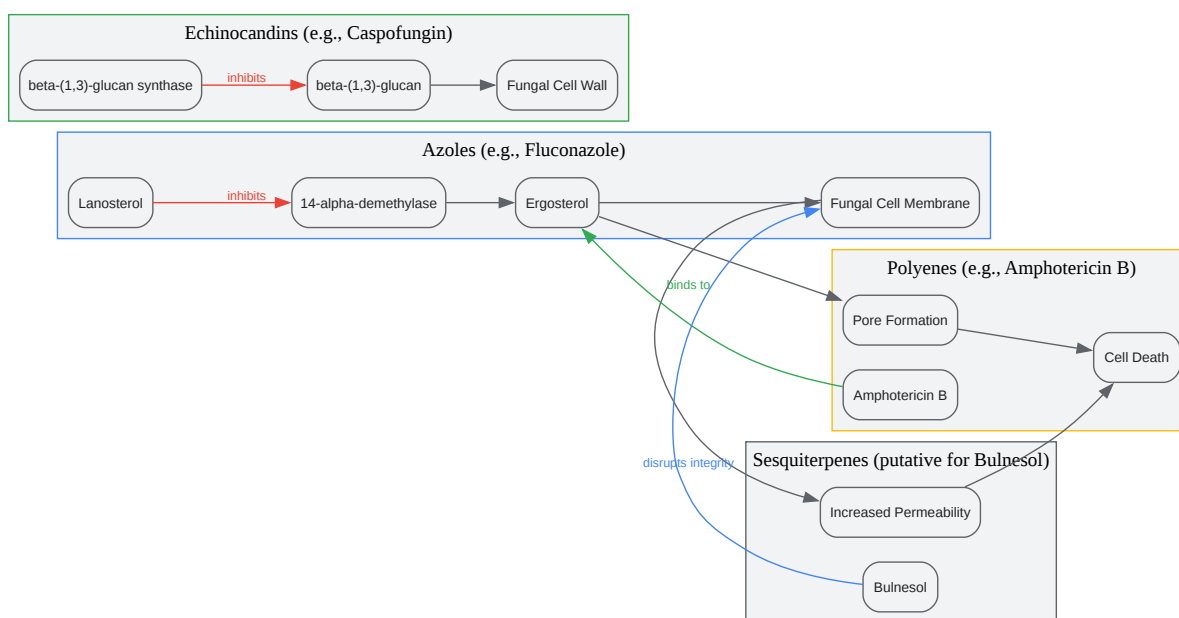 Echinocandins (e.g., Caspofungin)
beta-(1,3)-glucan synthase
inhibits
beta-(1,3)-glucan
Fungal Cell Wall
Azoles (e.g., Fluconazole)
Lanosterol
inhibits
14-alpha-demethylase
Ergosterol
Fungal Cell Membrane
Polyenes (e.g., Amphotericin B)
binds to
Pore Formation
Cell Death
Amphotericin B
Sesquiterpenes (putative for Bulnesol)
disrupts integrity
Increased Permeability
Bulnesol